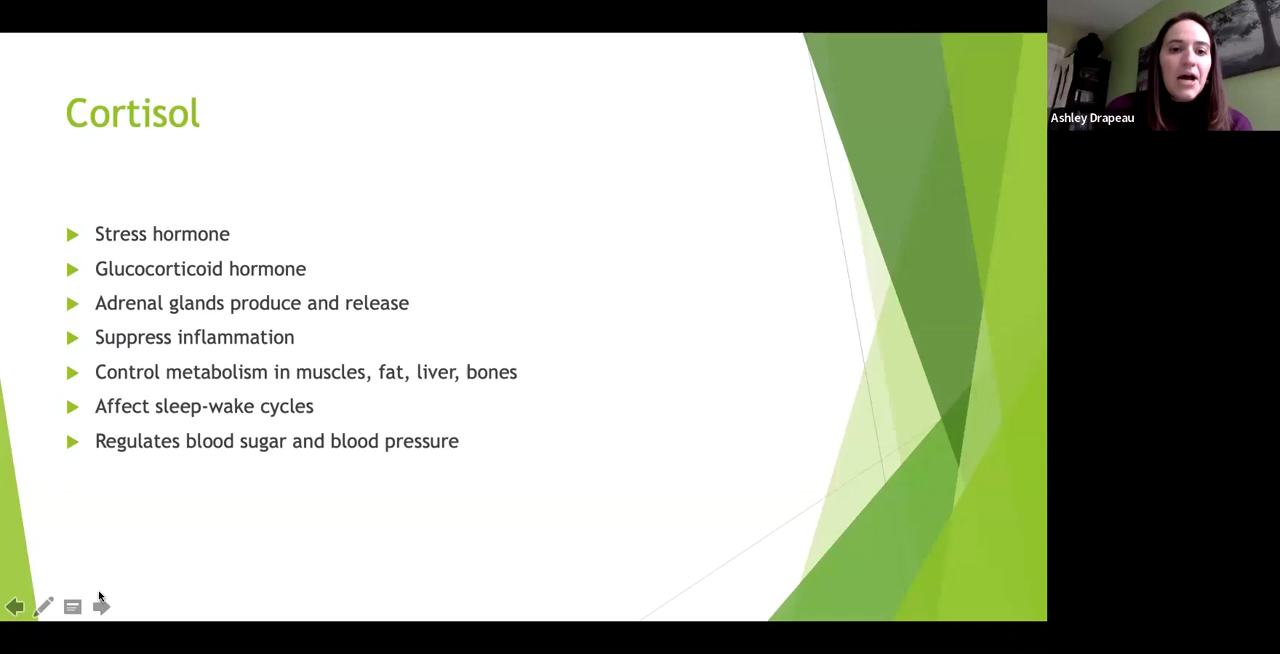 Cortisol
Stress hormone
Glucocorticoid hormone
Adrenal glands produce and release
Suppress inflammation
Control metabolism in muscles, fat, liver, bones
Affect sleep-wake cycles
Regulates blood sugar and blood pressure
Ashley Drapeau